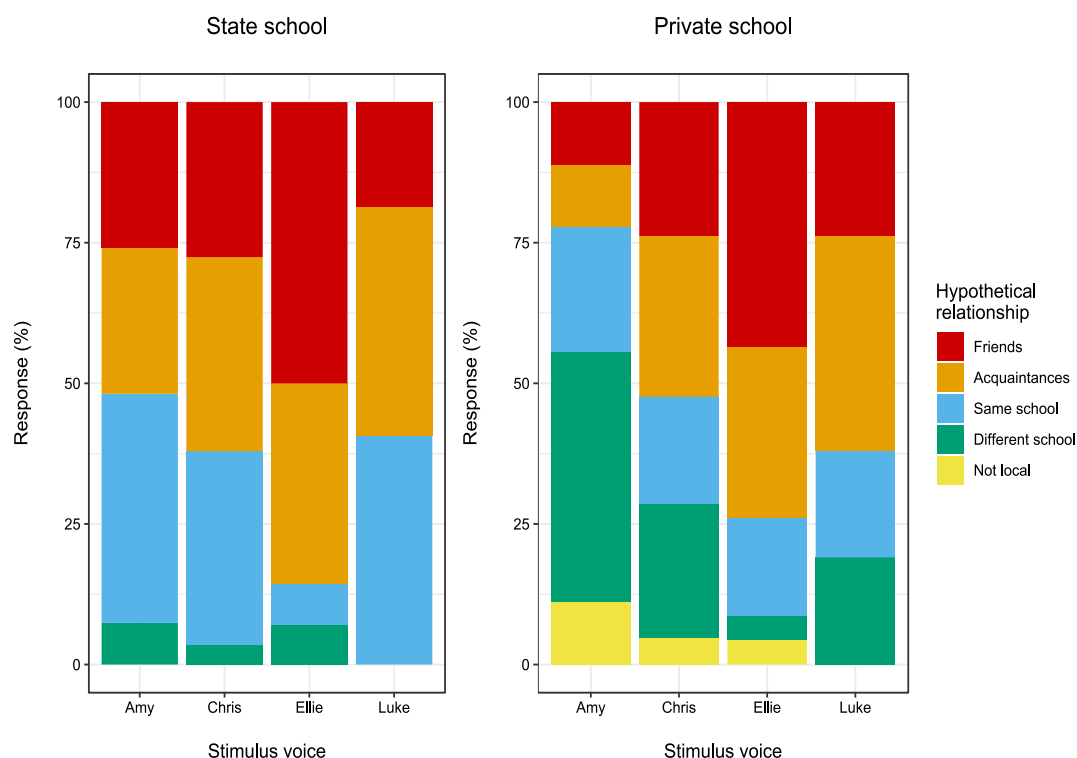 State school
Private school
Response (%)
100
75
50
25
0
Amy Chris Ellie Luke
Stimulus voice
Response (%)
100
75
50
25
0
Amy Chris Ellie Luke
Stimulus voice
Hypothetical
relationship
Friends
Acquaintances
Same school
Different school
Not local